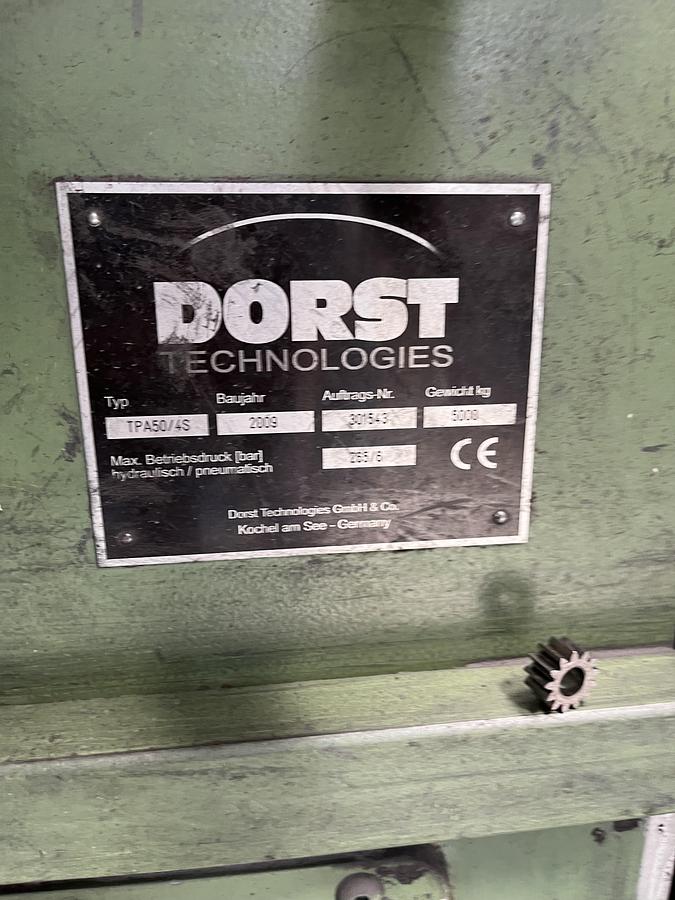 DORST
TECHNOLOGIES
Typ Baujahr Auftrags-Nr. Gewicht kg
TPA50/4S 2009 301543 5000
Max. Betriebsdruck [bar]
hydraulisch / pneumatisch 265/6 CE
Dorst Technologies GmbH & Co.
Kochel am See - Germany